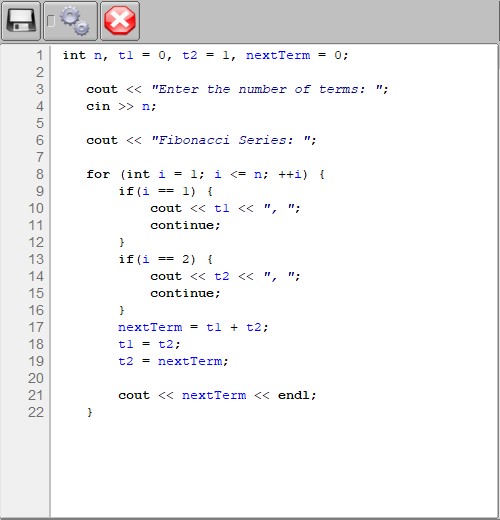 1 int n, t1 = 0, t2 = 1, nextTerm = 0;
2
3 cout << "Enter the number of terms: ";
4 cin >> n;
5
6 cout << "Fibonacci Series: ";
7
8 for (int i = 1; i <= n; ++i) {
9 if(i == 1) {
10 cout << t1 << ", ";
11 continue;
12 }
13 if(i == 2) {
14 cout << t2 << ", ";
15 continue;
16 }
17 nextTerm = t1 + t2;
18 t1 = t2;
19 t2 = nextTerm;
20
21 cout << nextTerm << endl;
22 }